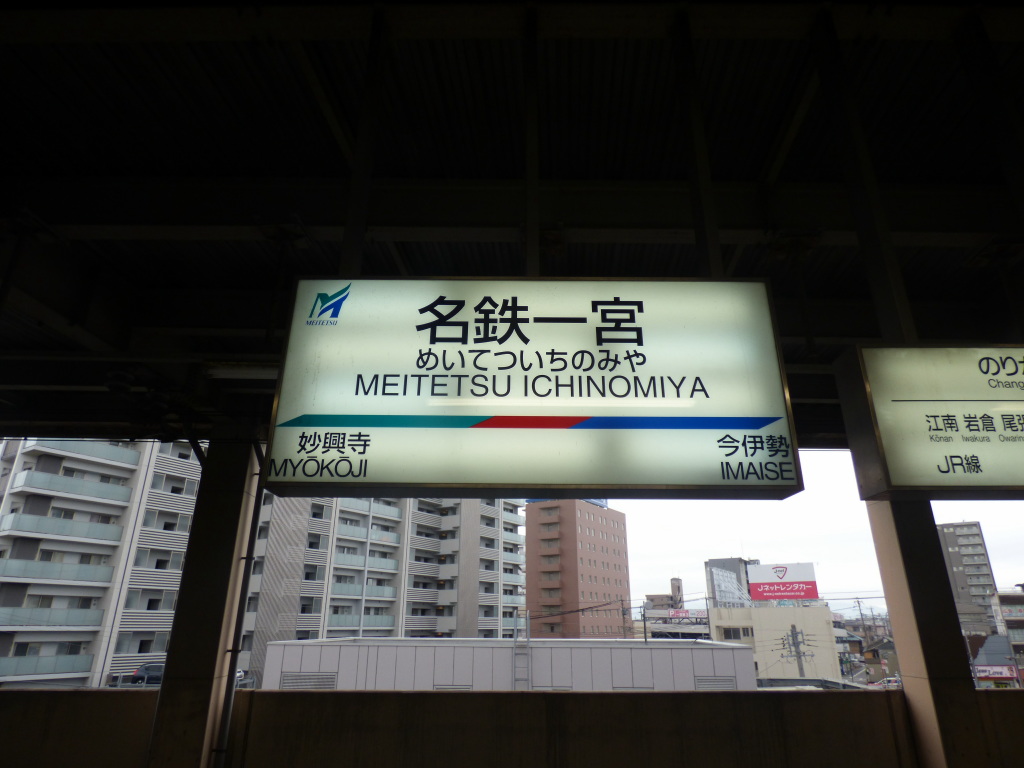 MEITETSU
名鉄一宮
めいてついちのみや
MEITETSU ICHINOMIYA
妙興寺
MYŌKŌJI
今伊勢
IMAISE
のりか
Chang
江南 岩倉 尾張
Kōnan Iwakura Owarim
JR線
Jネットレンタカー